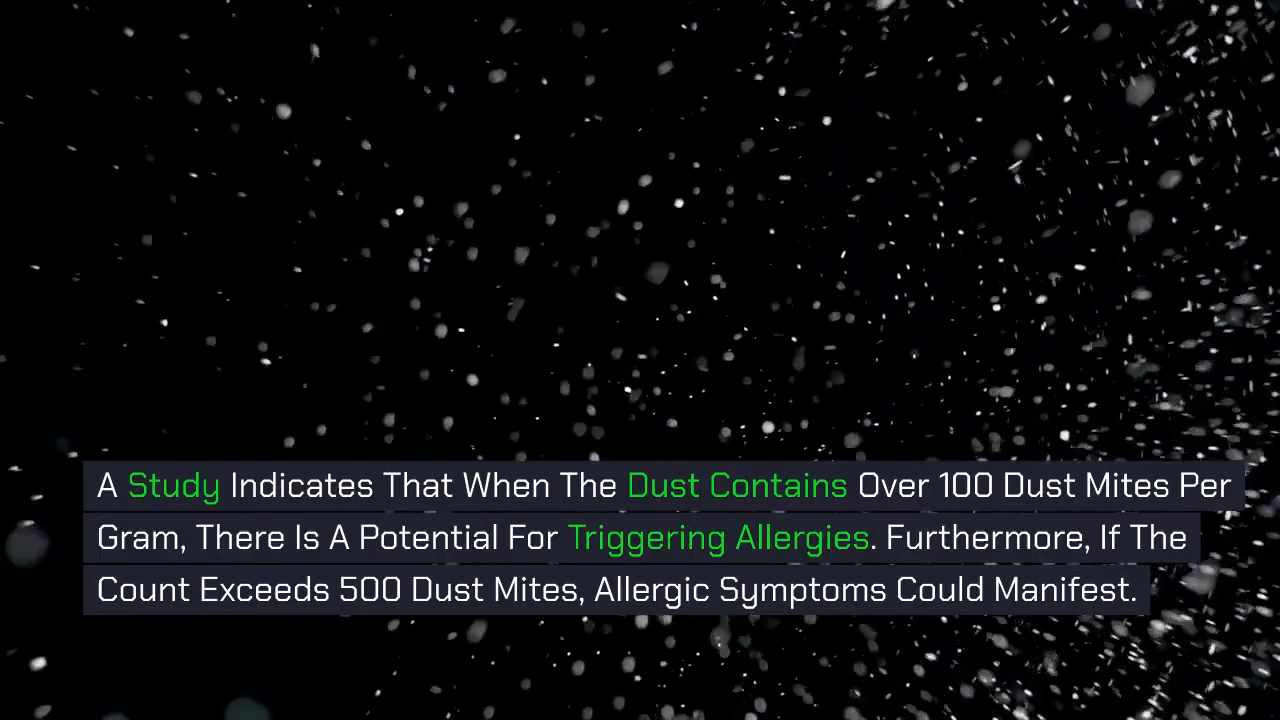 A Study Indicates That When The Dust Contains Over 100 Dust Mites Per
Gram, There Is A Potential For Triggering Allergies. Furthermore, If The
Count Exceeds 500 Dust Mites, Allergic Symptoms Could Manifest.